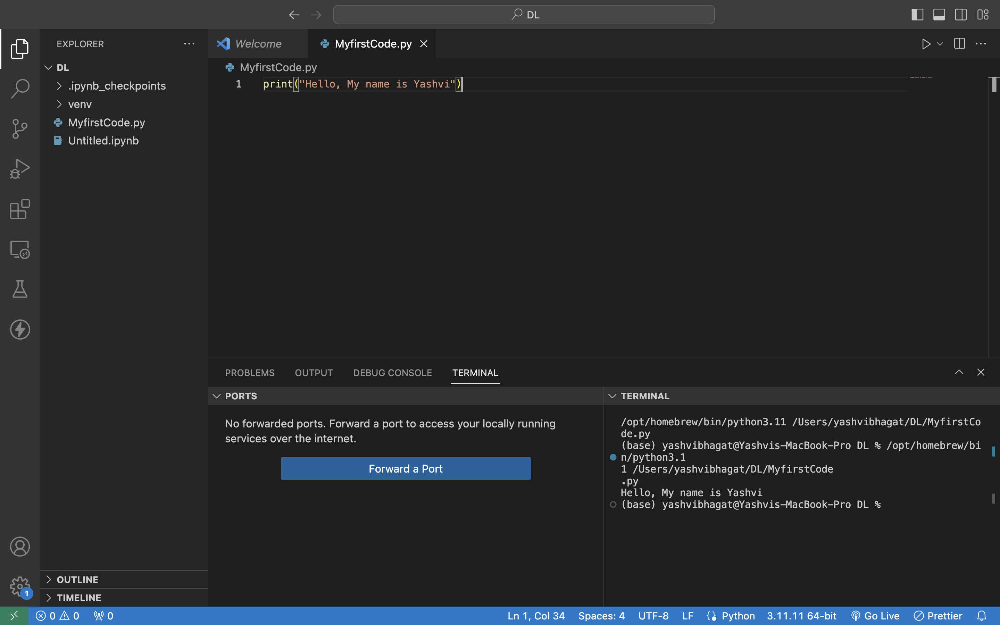 DL
EXPLORER
Welcome
MyfirstCode.py
DL
.ipynb_checkpoints
venv
MyfirstCode.py
Untitled.ipynb
OUTLINE
TIMELINE
MyfirstCode.py
1 print("Hello, My name is Yashvi")
PROBLEMS OUTPUT DEBUG CONSOLE TERMINAL
PORTS
No forwarded ports. Forward a port to access your locally running
services over the internet.
Forward a Port
TERMINAL
/opt/homebrew/bin/python3.11 /Users/yashvibhagat/DL/MyfirstCo
de.py
(base) yashvibhagat@Yashvis-MacBook-Pro DL % /opt/homebrew/bi
n/python3.1
1 /Users/yashvibhagat/DL/MyfirstCode
.py
Hello, My name is Yashvi
(base) yashvibhagat@Yashvis-MacBook-Pro DL %
1
0 0 0 Ln 1, Col 34 Spaces: 4 UTF-8 LF Python 3.11.11 64-bit Go Live Prettier